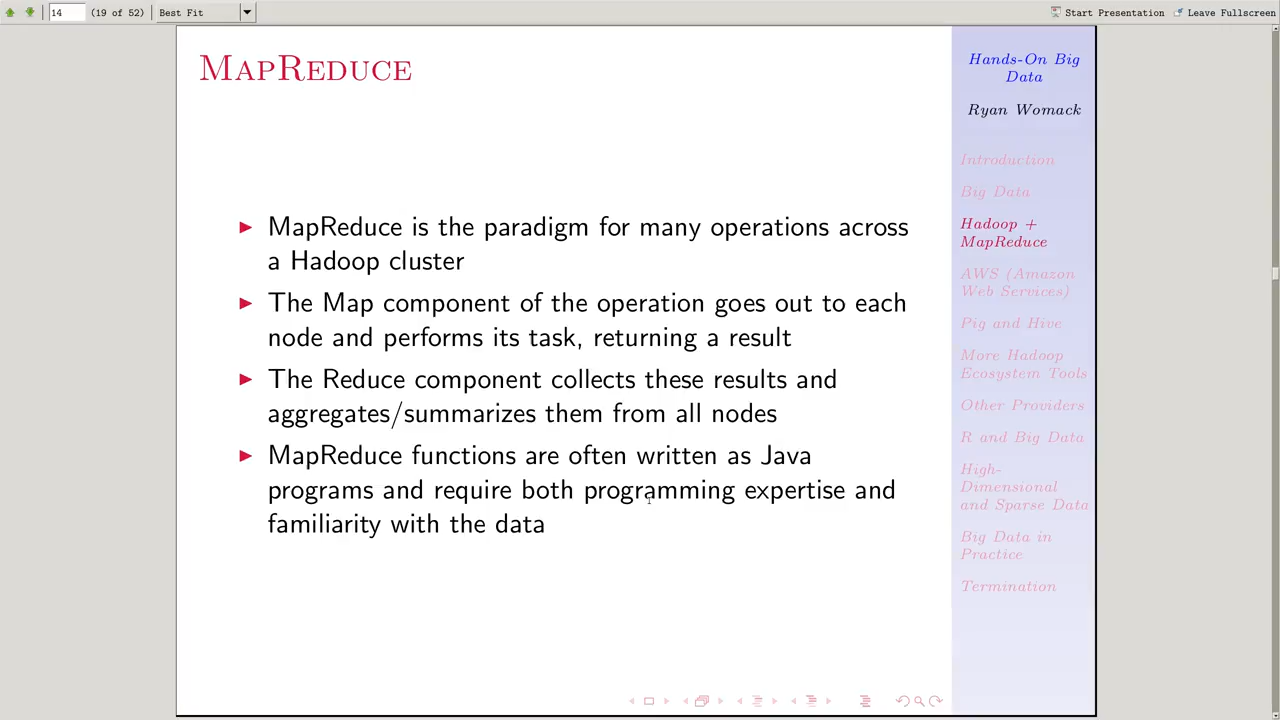 14 (19 of 52) Best Fit Start Presentation Leave Fullscreen
MapReduce
MapReduce is the paradigm for many operations across
a Hadoop cluster
The Map component of the operation goes out to each
node and performs its task, returning a result
The Reduce component collects these results and
aggregates/summarizes them from all nodes
MapReduce functions are often written as Java
programs and require both programming expertise and
familiarity with the data
Hands-On Big
Data
Ryan Womack
Introduction
Big Data
Hadoop +
MapReduce
AWS (Amazon
Web Services)
Pig and Hive
More Hadoop
Ecosystem Tools
Other Providers
R and Big Data
High-
Dimensional
and Sparse Data
Big Data in
Practice
Termination